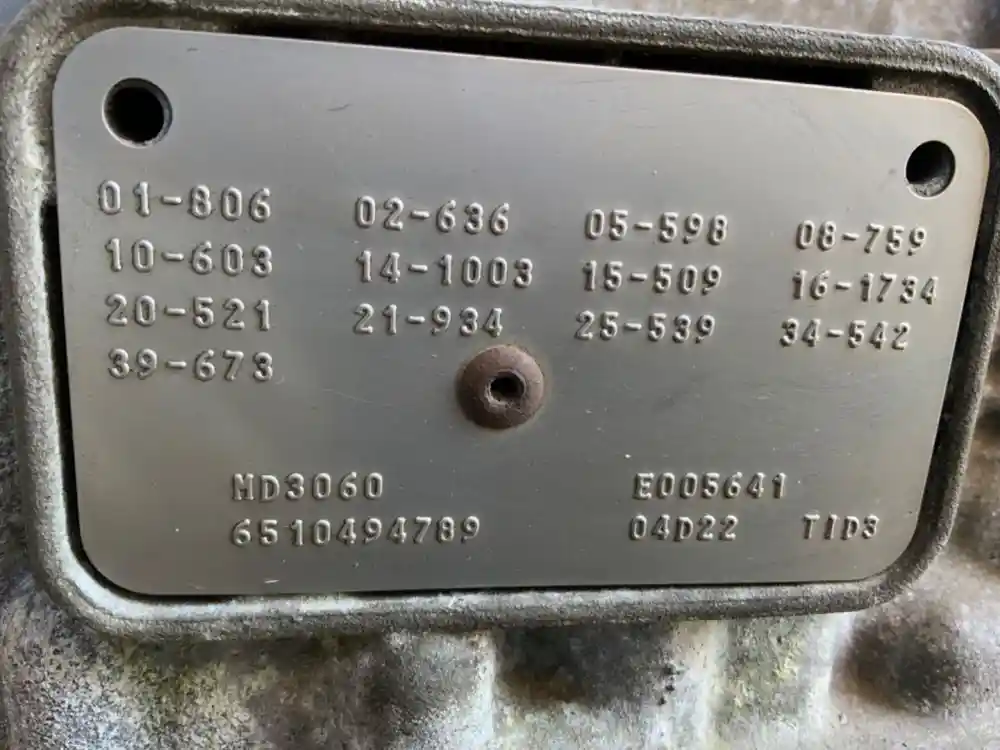 01-806 02-636 05-598 08-759
10-603 14-1003 15-509 16-1734
20-521 21-934 25-539 34-542
39-673
MD3060 E005641
6510494789 04D22 TID3